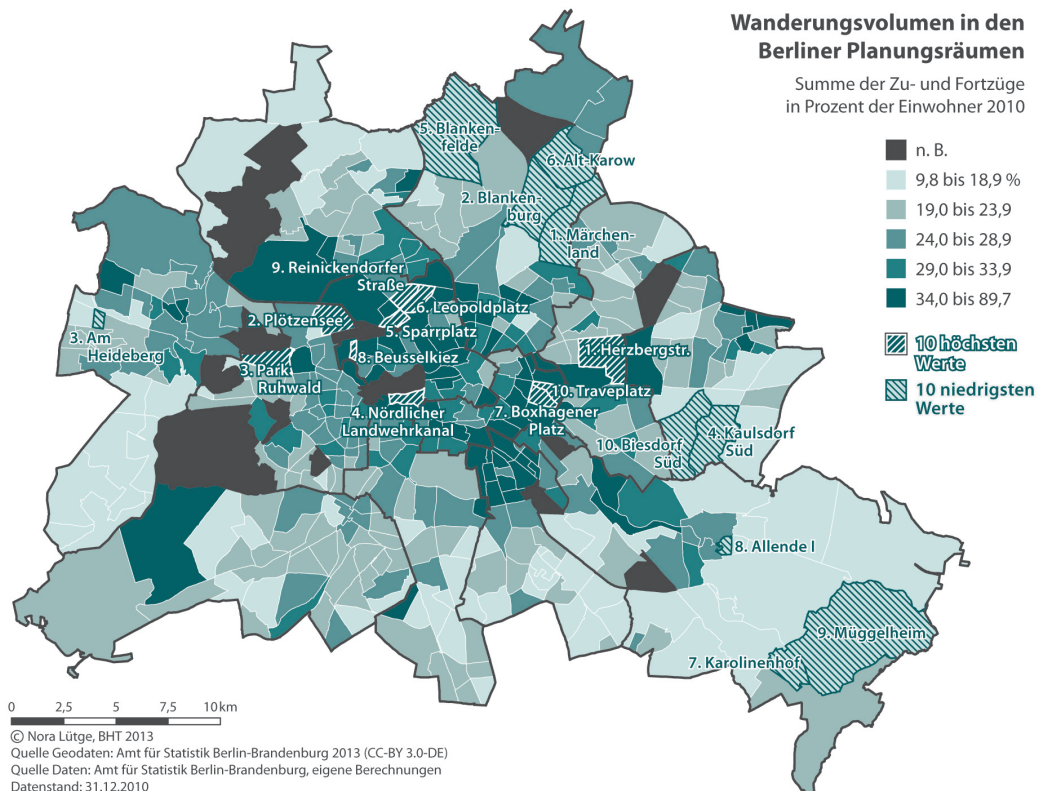 Wanderungsvolumen in den
Berliner Planungsräumen
Summe der Zu- und Fortzüge
in Prozent der Einwohner 2010
n. B.
9,8 bis 18,9 %
19,0 bis 23,9
24,0 bis 28,9
29,0 bis 33,9
34,0 bis 89,7
10 höchsten
Werte
10 niedrigsten
Werte
5. Blanken-
felde
6. Alt-Karow
2. Blanken-
burg
1. Märchen-
land
9. Reinickendorfer
Straße
6. Leopoldplatz
2. Plötzensee
5. Sparrplatz
3. Am
Heideberg
8. Beusselkiez
1. Herzbergstr.
3. Park
Ruhwald
10. Traveplatz
4. Nördlicher
Landwehrkanal
7. Boxhagener
Platz
10. Biesdorf
Süd
4. Kaulsdorf
Süd
8. Allende I
9. Müggelheim
7. Karolinenhof
0 2,5 5 7,5 10 km
© Nora Lütge, BHT 2013
Quelle Geodaten: Amt für Statistik Berlin-Brandenburg 2013 (CC-BY 3.0-DE)
Quelle Daten: Amt für Statistik Berlin-Brandenburg, eigene Berechnungen
Datenstand: 31.12.2010